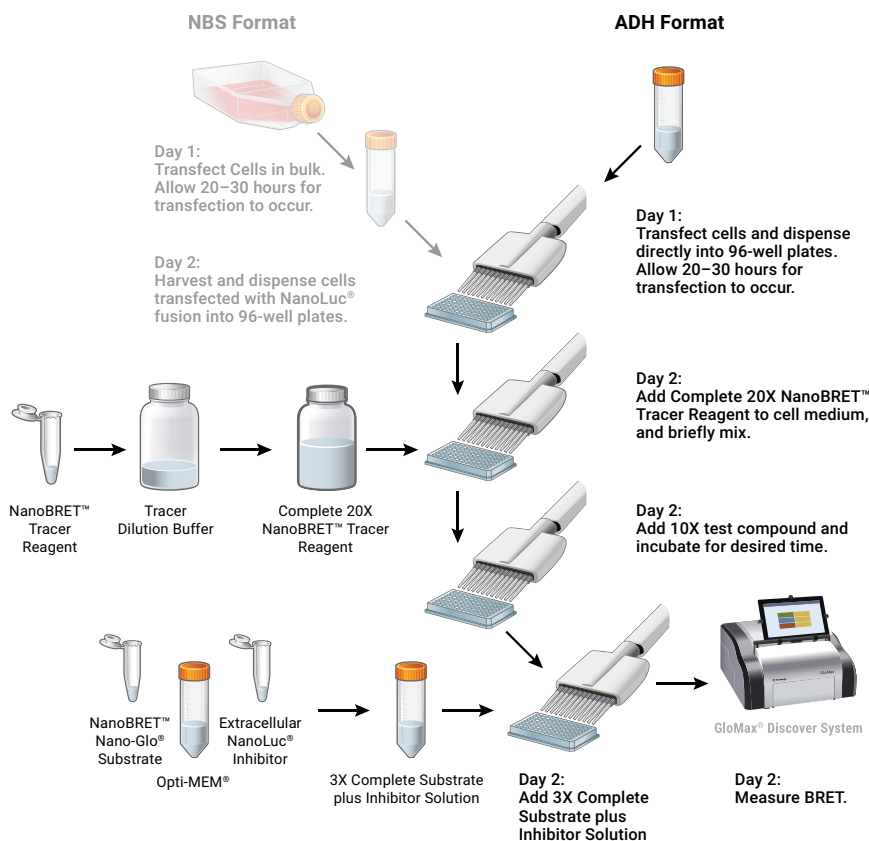 NBS Format
ADH Format
Day 1:
Transfect Cells in bulk.
Allow 20–30 hours for
transfection to occur.
Day 2:
Harvest and dispense cells
transfected with NanoLuc®
fusion into 96-well plates.
Day 1:
Transfect cells and dispense
directly into 96-well plates.
Allow 20–30 hours for
transfection to occur.
Day 2:
Add Complete 20X NanoBRET™
Tracer Reagent to cell medium,
and briefly mix.
NanoBRET™
Tracer
Reagent
Tracer
Dilution Buffer
Complete 20X
NanoBRET™ Tracer
Reagent
Day 2:
Add 10X test compound and
incubate for desired time.
NanoBRET™
Nano-Glo®
Substrate
Extracellular
NanoLuc®
Inhibitor
Opti-MEM®
3X Complete Substrate
plus Inhibitor Solution
Day 2:
Add 3X Complete
Substrate plus
Inhibitor Solution
GloMax® Discover System
Day 2:
Measure BRET.